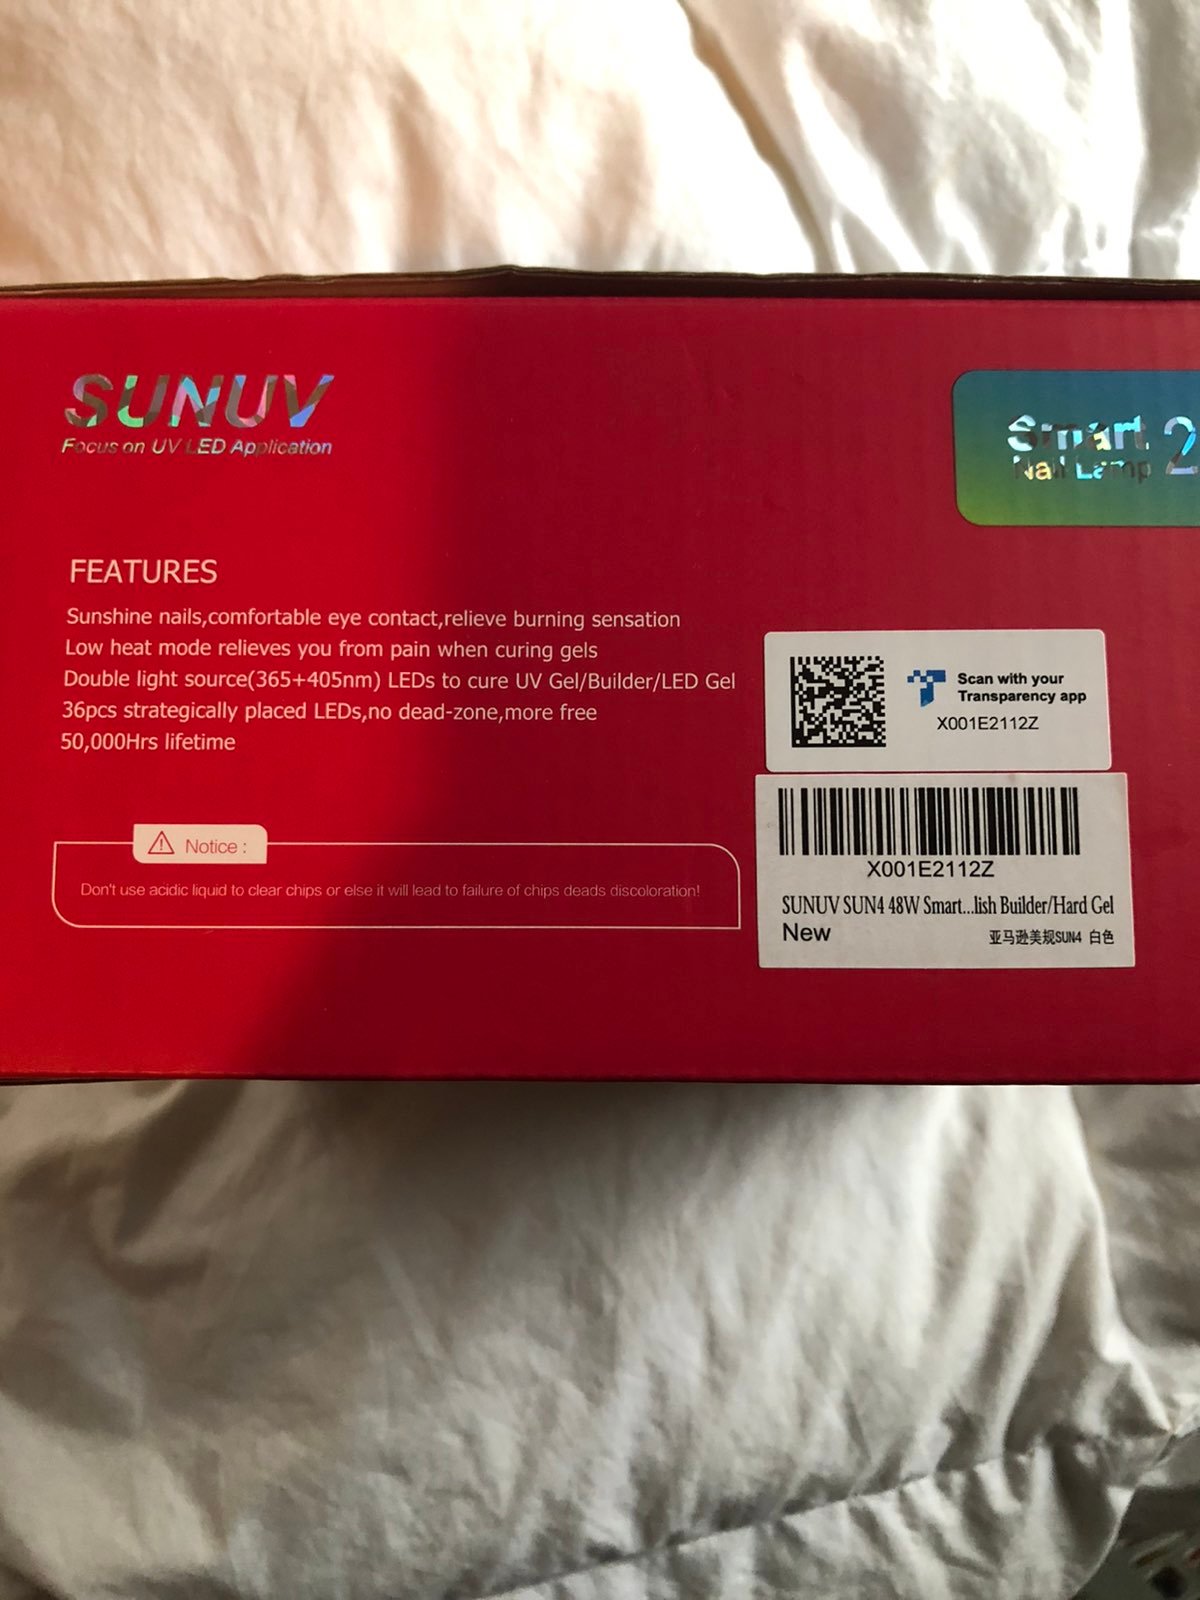 SUNUV
Focus on UV LED Application
Smart 2
Nail Lamp
FEATURES
Sunshine nails,comfortable eye contact,relieve burning sensation
Low heat mode relieves you from pain when curing gels
Double light source(365+405nm) LEDs to cure UV Gel/Builder/LED Gel
36pcs strategically placed LEDs,no dead-zone,more free
50,000Hrs lifetime
Notice :
Don't use acidic liquid to clear chips or else it will lead to failure of chips deads discoloration!
Scan with your
Transparency app
X001E2112Z
X001E2112Z
SUNUV SUN4 48W Smart...lish Builder/Hard Gel
New
亚马逊美规SUN4 白色